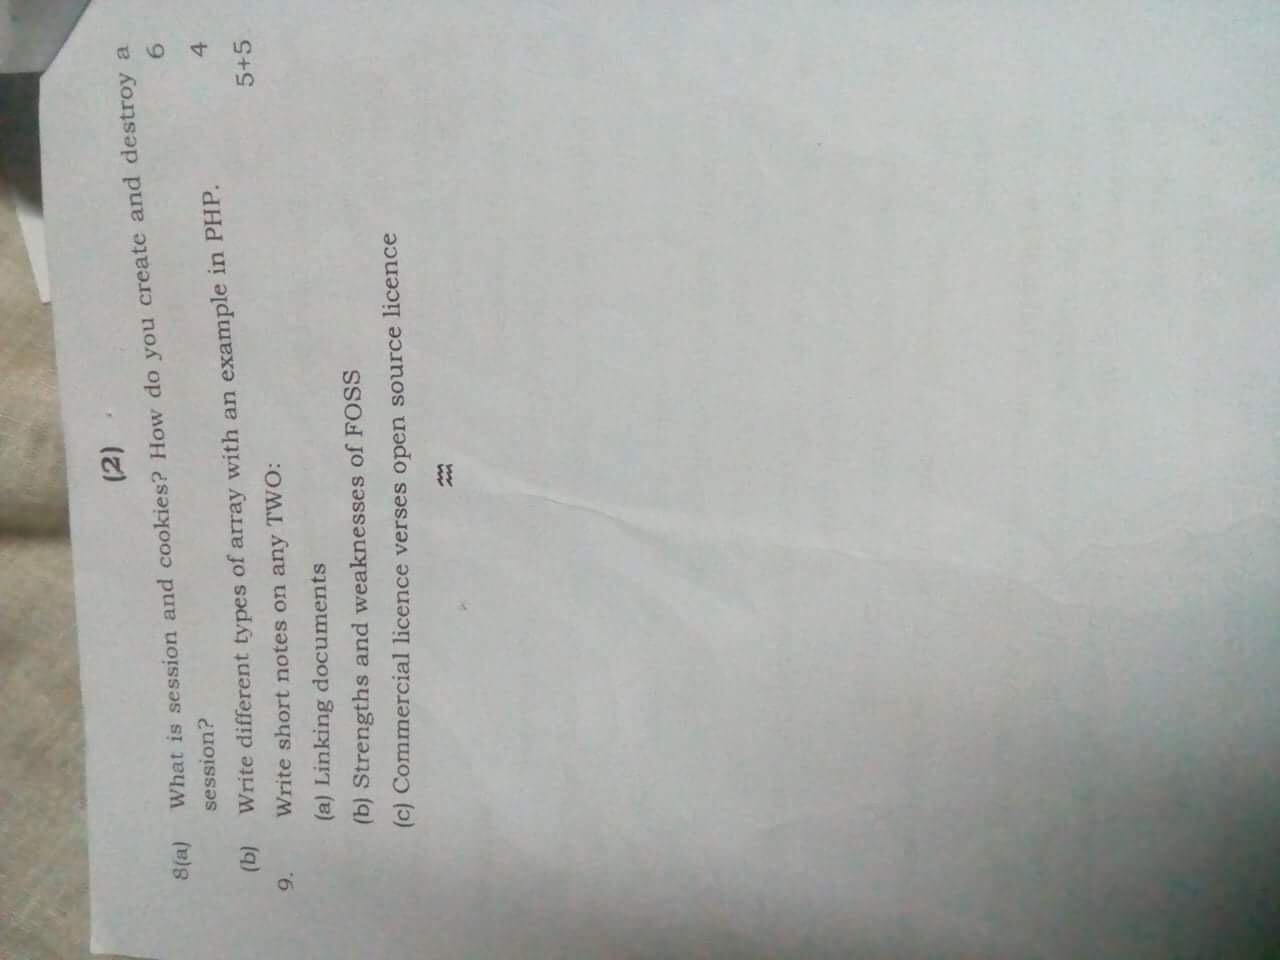 (2)
8(a) What is session and cookies? How do you create and destroy a
session? 6
(b) Write different types of array with an example in PHP. 4
9. Write short notes on any TWO: 5+5
(a) Linking documents
(b) Strengths and weaknesses of FOSS
(c) Commercial licence verses open source licence